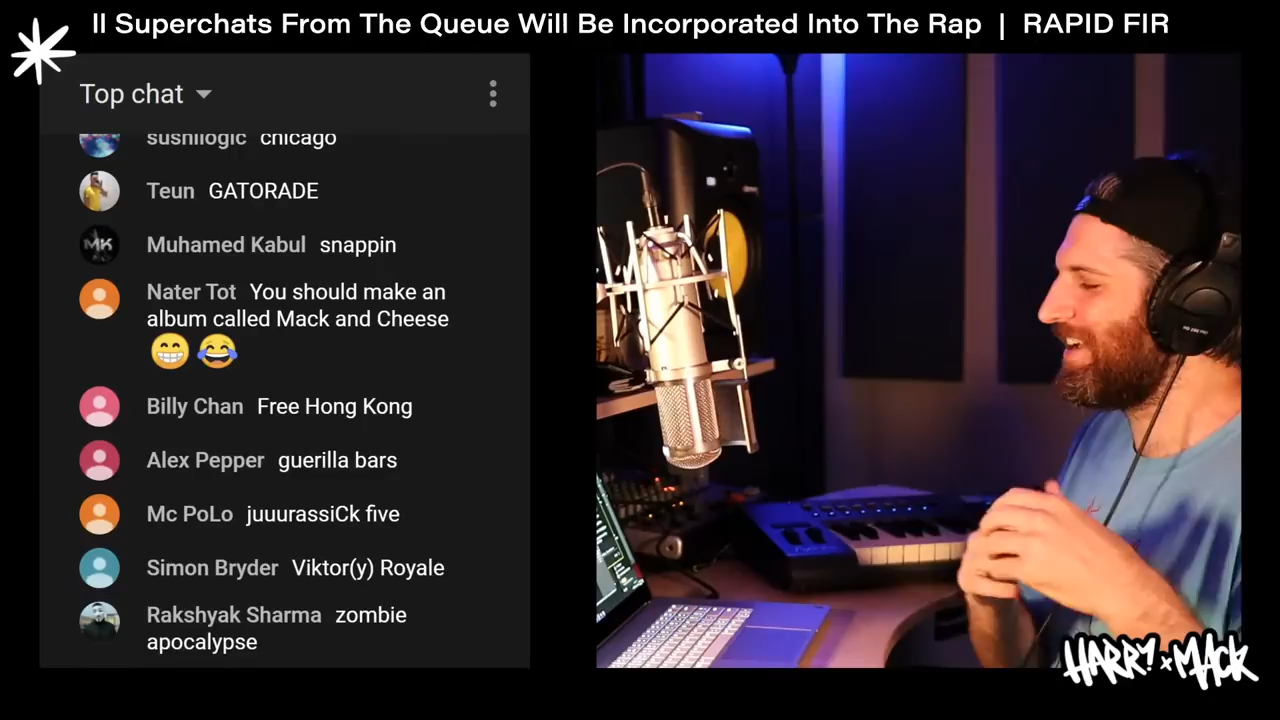 ll Superchats From The Queue Will Be Incorporated Into The Rap | RAPID FIR
Top chat
sushilogic chicago
Teun GATORADE
MK
Muhamed Kabul snappin
Nater Tot You should make an
album called Mack and Cheese
Billy Chan Free Hong Kong
Alex Pepper guerilla bars
Mc PoLo juuurassiCk five
Simon Bryder Viktor(y) Royale
Rakshyak Sharma zombie
apocalypse
HARRY MACK